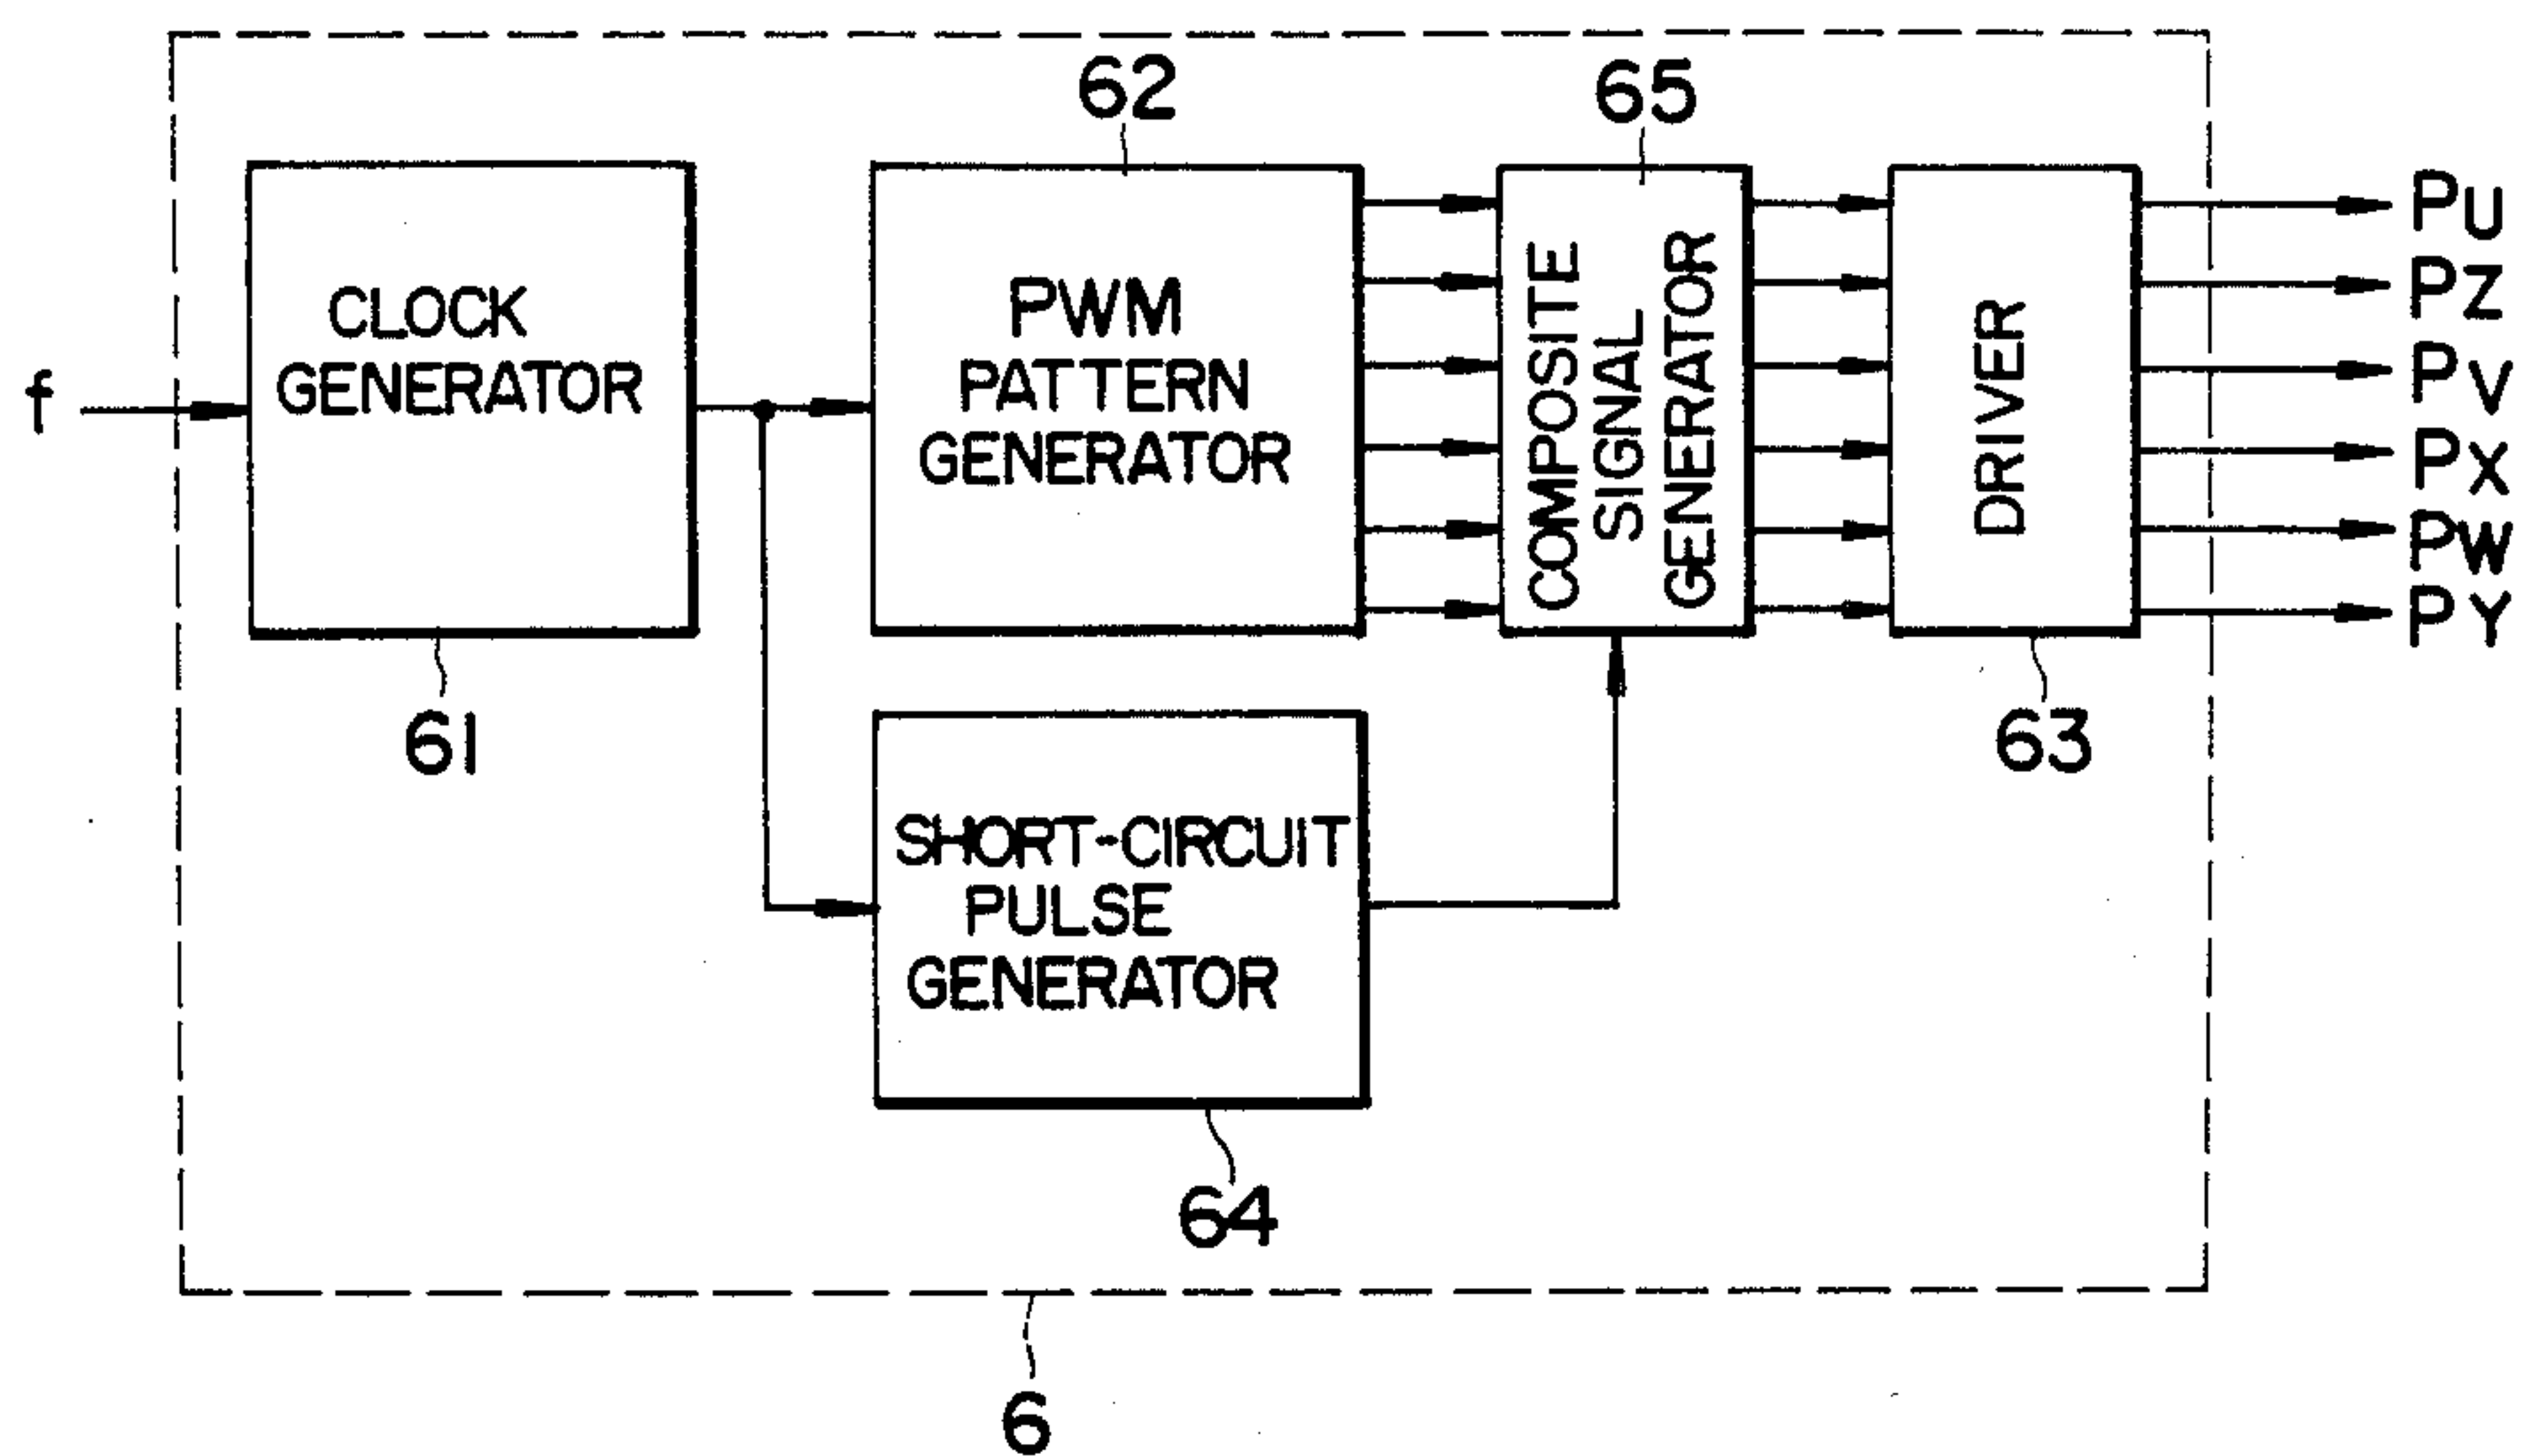 62
65
f
CLOCK
GENERATOR
PWM
PATTERN
GENERATOR
COMPOSITE
SIGNAL
GENERATOR
DRIVER
PU
PZ
PV
PX
PW
PY
61
63
SHORT-CIRCUIT
PULSE
GENERATOR
64
6